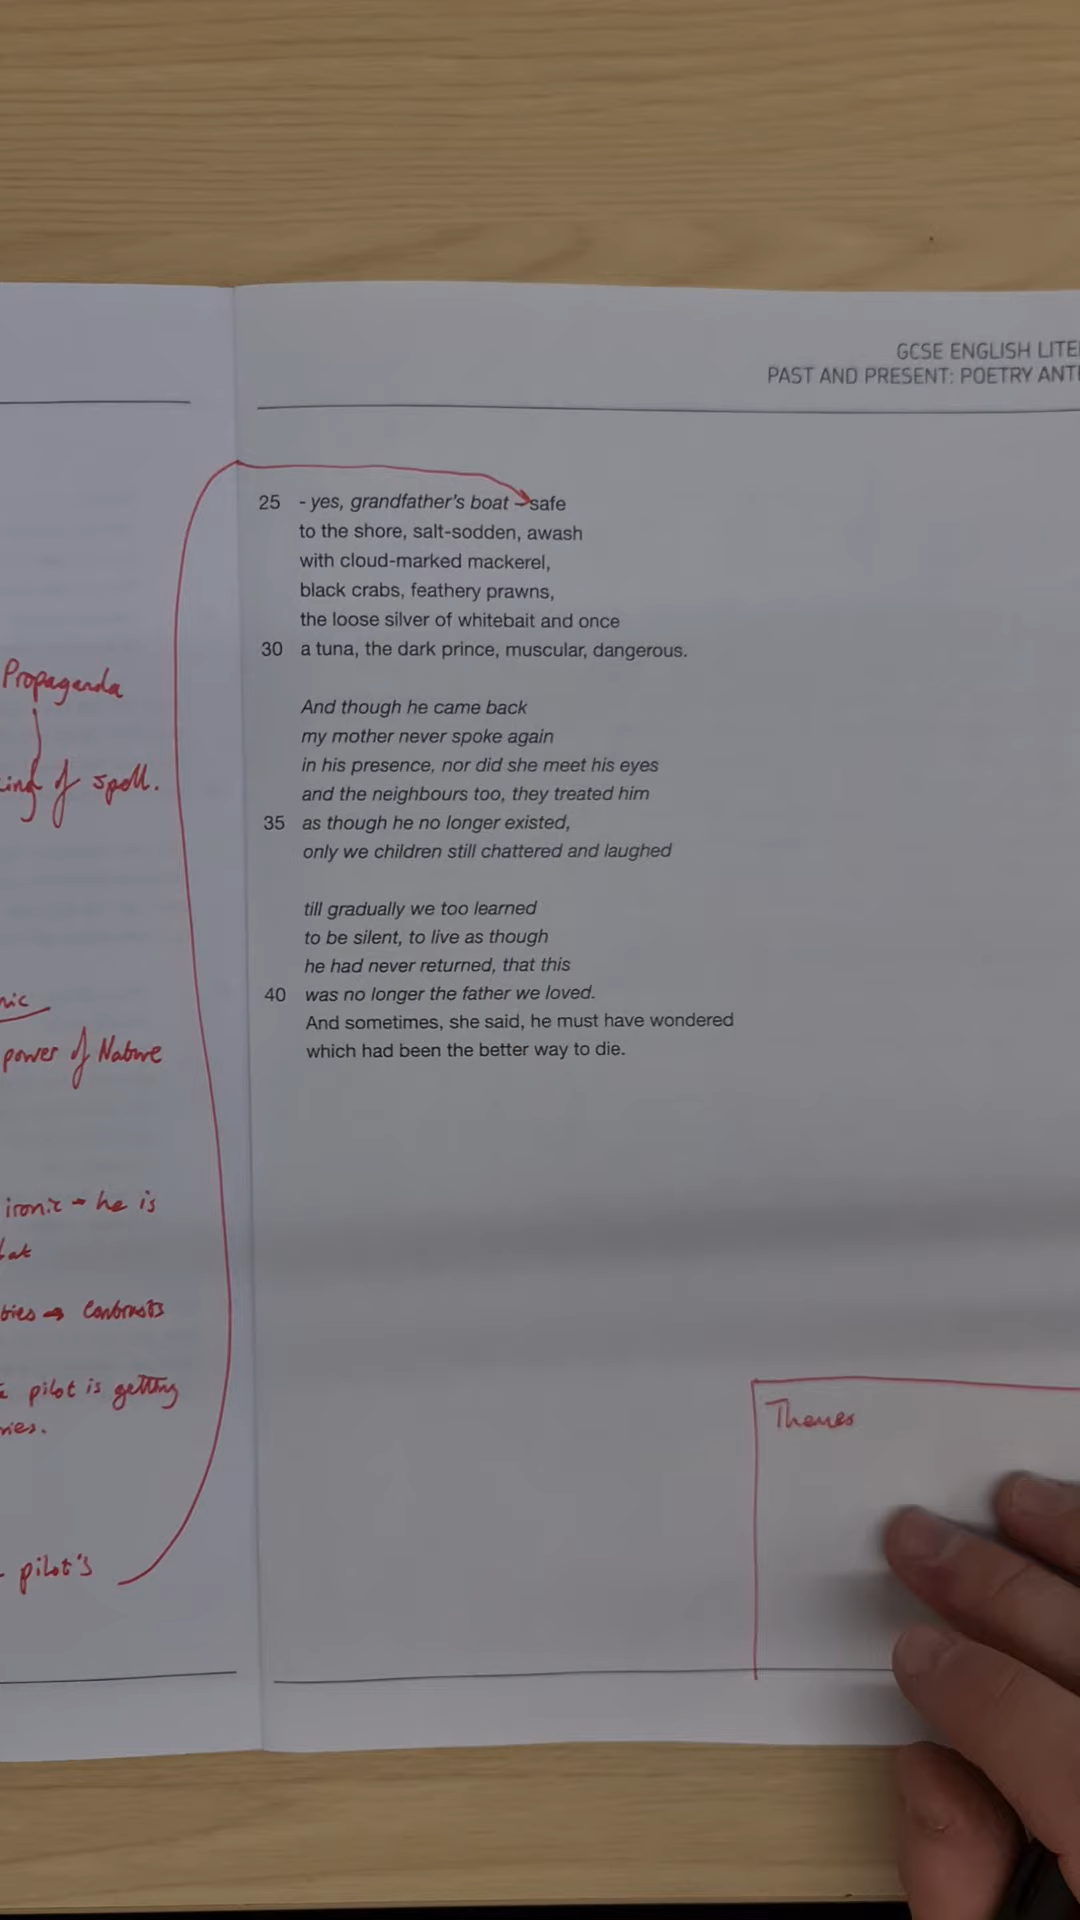 Propaganda
of spell.
power of Nature
ironic → he is
→ Contrasts
pilot is getting
pilot's
GCSE ENGLISH
PAST AND PRESENT: POETRY
25 - yes, grandfather's boat – safe
to the shore, salt-sodden, awash
with cloud-marked mackerel,
black crabs, feathery prawns,
the loose silver of whitebait and once
30 a tuna, the dark prince, muscular, dangerous.
And though he came back
my mother never spoke again
in his presence, nor did she meet his eyes
and the neighbours too, they treated him
35 as though he no longer existed,
only we children still chattered and laughed
till gradually we too learned
to be silent, to live as though
he had never returned, that this
40 was no longer the father we loved.
And sometimes, she said, he must have wondered
which had been the better way to die.
Themes